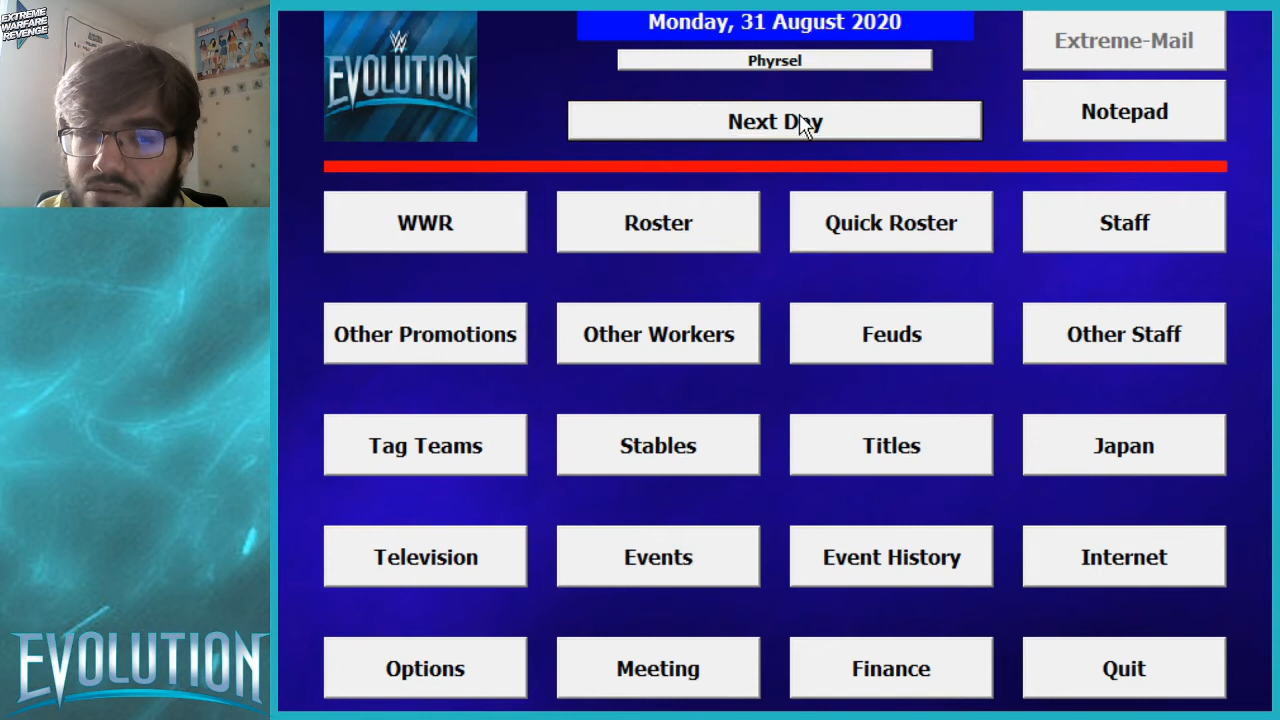 EXTREME
WARFARE
REVENGE
EVOLUTION
Monday, 31 August 2020
Phyrsel
Next Day
Extreme-Mail
Notepad
WWR
Roster
Quick Roster
Staff
Other Promotions
Other Workers
Feuds
Other Staff
Tag Teams
Stables
Titles
Japan
Television
Events
Event History
Internet
Options
Meeting
Finance
Quit
EVOLUTION